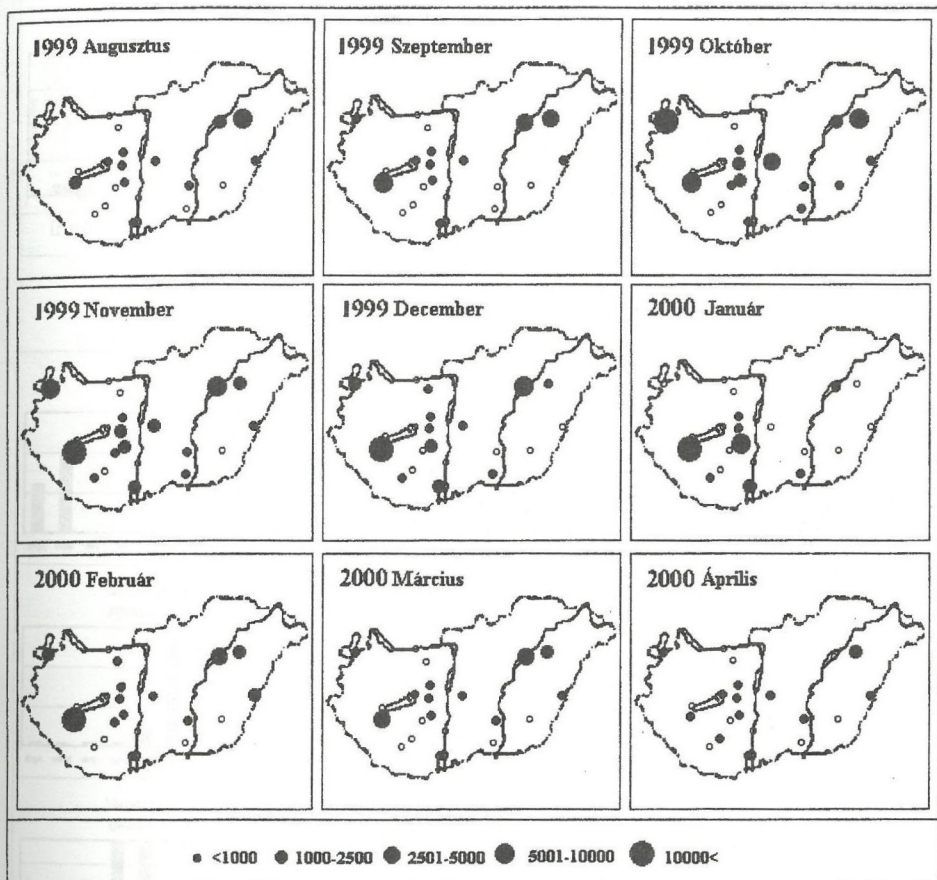 1999 Augusztus
1999 Szeptember
1999 Október
1999 November
1999 December
2000 Január
2000 Február
2000 Március
2000 Április
<1000 1000-2500 2501-5000 5001-10000 10000<